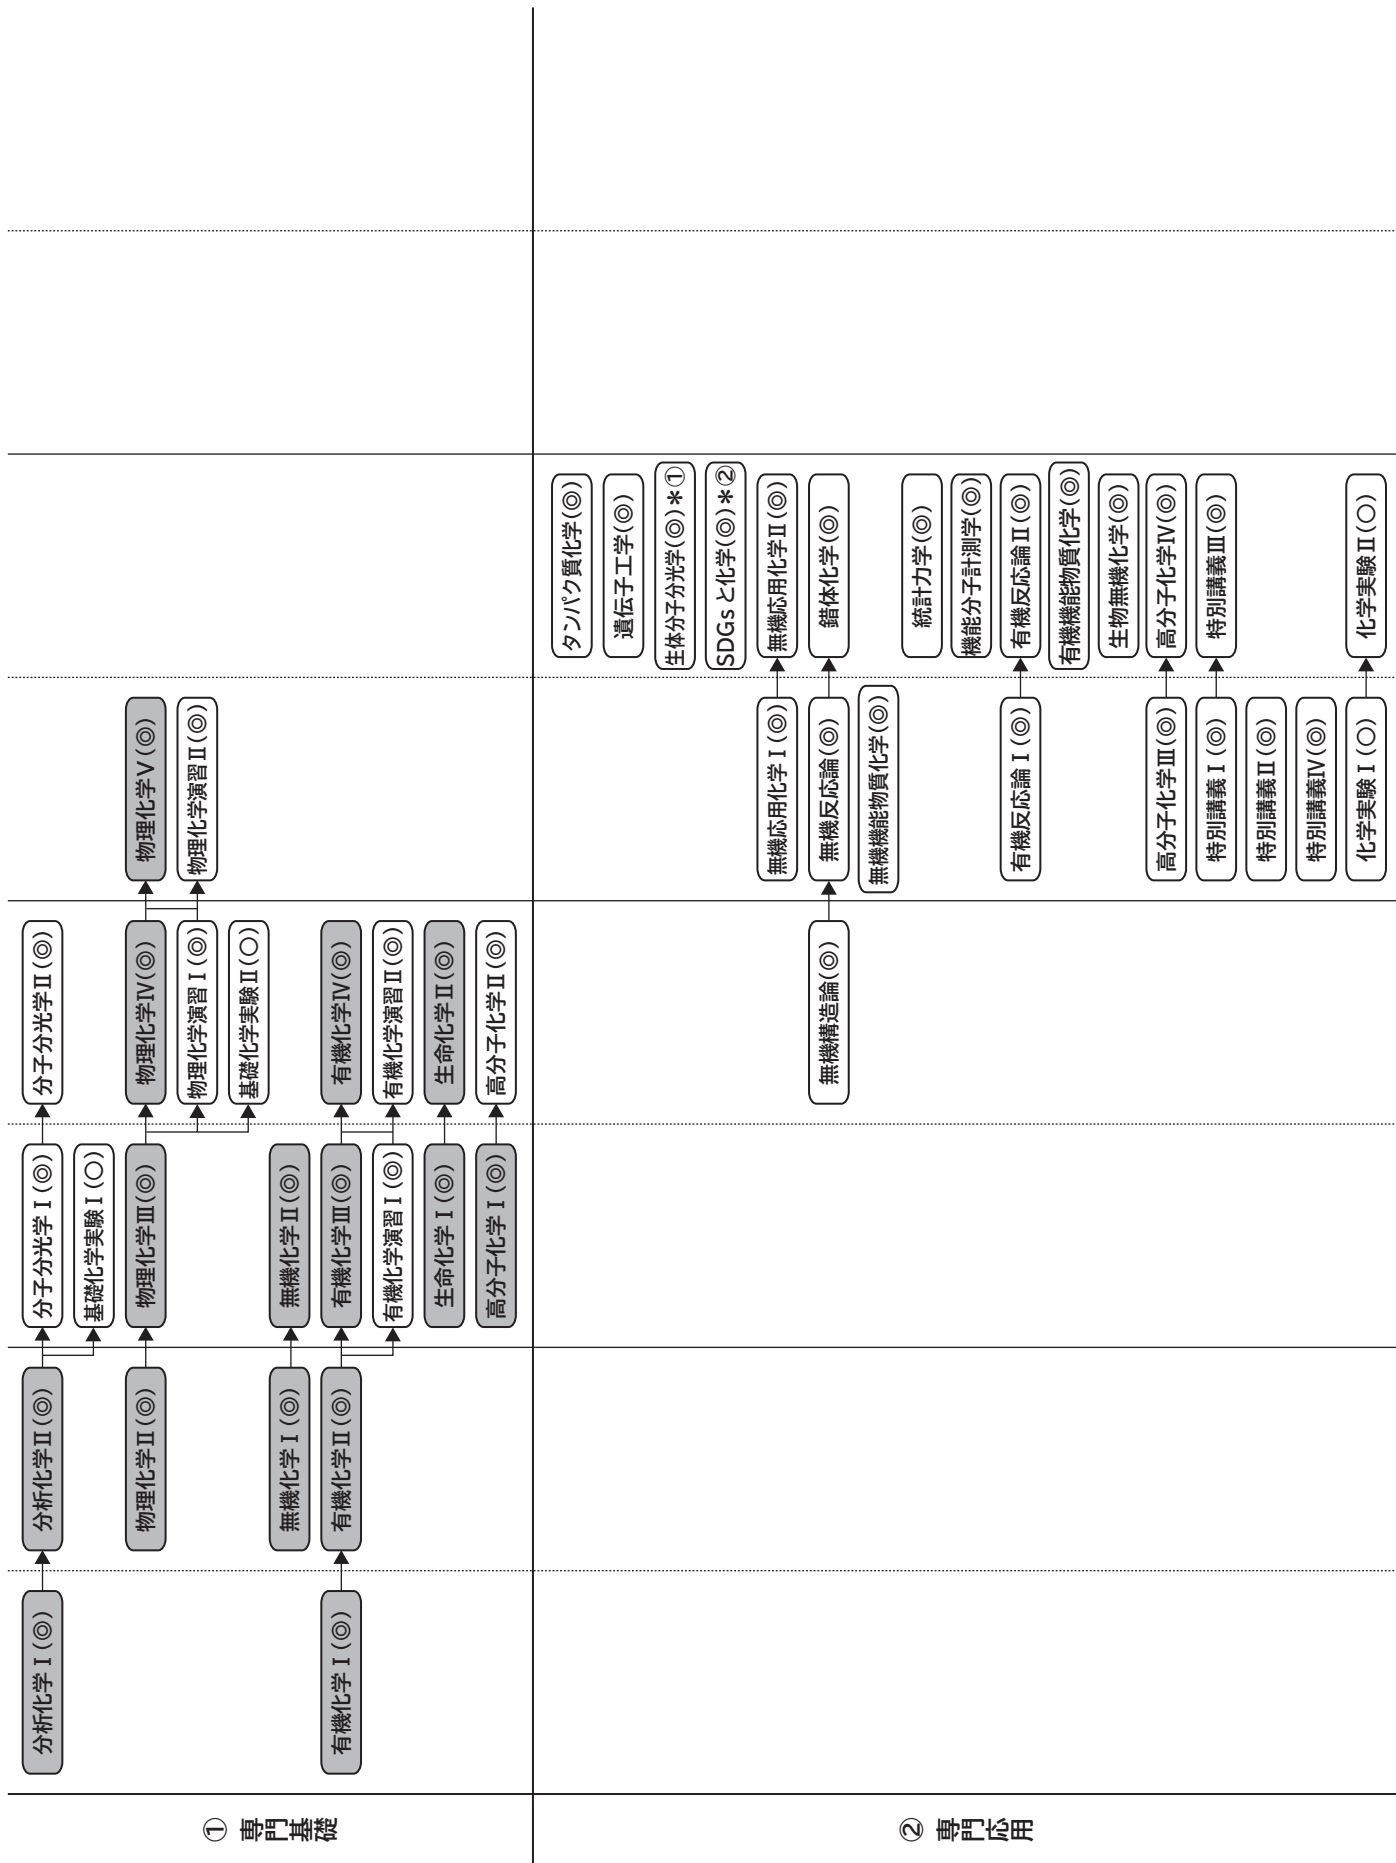 ① 専門基礎
分析化学Ⅰ(◎)
有機化学Ⅰ(◎)
分析化学Ⅱ(◎)
物理化学Ⅱ(◎)
無機化学Ⅰ(◎)
有機化学Ⅱ(◎)
分子分光学Ⅰ(◎)
基礎化学実験Ⅰ(○)
物理化学Ⅲ(◎)
無機化学Ⅱ(◎)
有機化学Ⅲ(◎)
有機化学演習Ⅰ(◎)
生命化学Ⅰ(◎)
高分子化学Ⅰ(◎)
分子分光学Ⅱ(◎)
物理化学Ⅳ(◎)
物理化学演習Ⅰ(◎)
基礎化学実験Ⅱ(○)
有機化学Ⅳ(◎)
有機化学演習Ⅱ(◎)
生命化学Ⅱ(◎)
高分子化学Ⅱ(◎)
物理化学Ⅴ(◎)
物理化学演習Ⅱ(◎)
② 専門応用
無機構造論(◎)
無機応用化学Ⅰ(◎)
無機反応論(◎)
無機機能物質化学(◎)
有機反応論Ⅰ(◎)
高分子化学Ⅲ(◎)
特別講義Ⅰ(◎)
特別講義Ⅱ(◎)
特別講義Ⅳ(◎)
化学実験Ⅰ(○)
タンパク質化学(◎)
遺伝子工学(◎)
生体分子分光学(◎)＊①
SDGsと化学(◎)＊②
無機応用化学Ⅱ(◎)
錯体化学(◎)
統計力学(◎)
機能分子計測学(◎)
有機反応論Ⅱ(◎)
有機機能物質化学(◎)
生物無機化学(◎)
高分子化学Ⅳ(◎)
特別講義Ⅲ(◎)
化学実験Ⅱ(○)